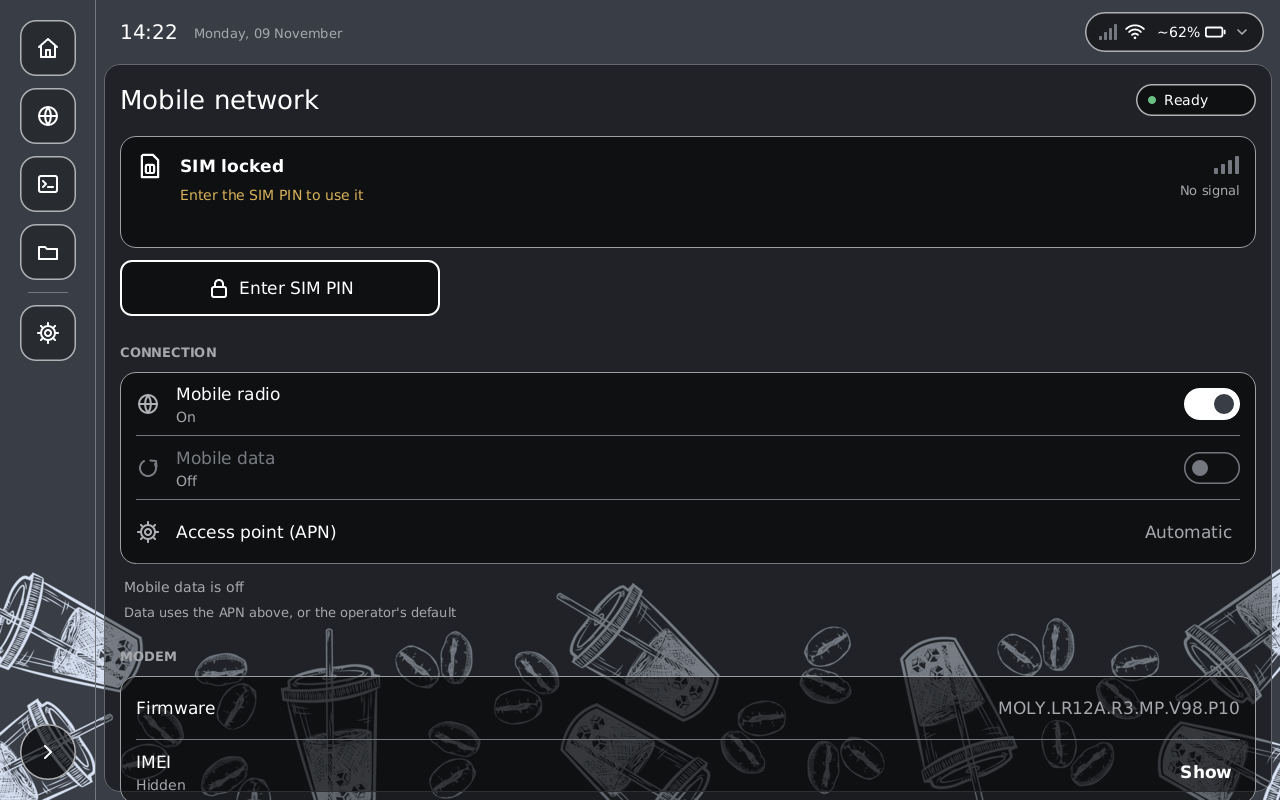 14:22 Monday, 09 November
~62%
Mobile network
Ready
SIM locked
Enter the SIM PIN to use it
No signal
Enter SIM PIN
CONNECTION
Mobile radio
On
Mobile data
Off
Access point (APN)
Automatic
Mobile data is off
Data uses the APN above, or the operator's default
MODEM
Firmware
MOLY.LR12A.R3.MP.V98.P10
IMEI
Hidden
Show